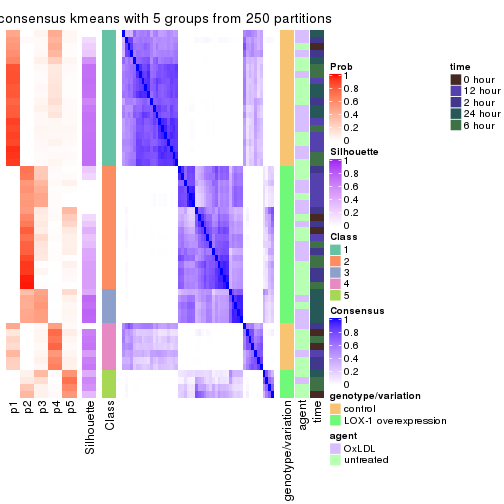 consensus kmeans with 5 groups from 250 partitions
Prob
1
0.8
0.6
0.4
0.2
0
Silhouette
1
0.8
0.6
0.4
0.2
0
Class
1
2
3
4
5
Consensus
1
0.8
0.6
0.4
0.2
0
genotype/variation
control
LOX-1 overexpression
agent
OxLDL
untreated
time
0 hour
12 hour
2 hour
24 hour
6 hour
p1
p2
p3
p4
p5
Silhouette
Class
genotype/variation
agent
time